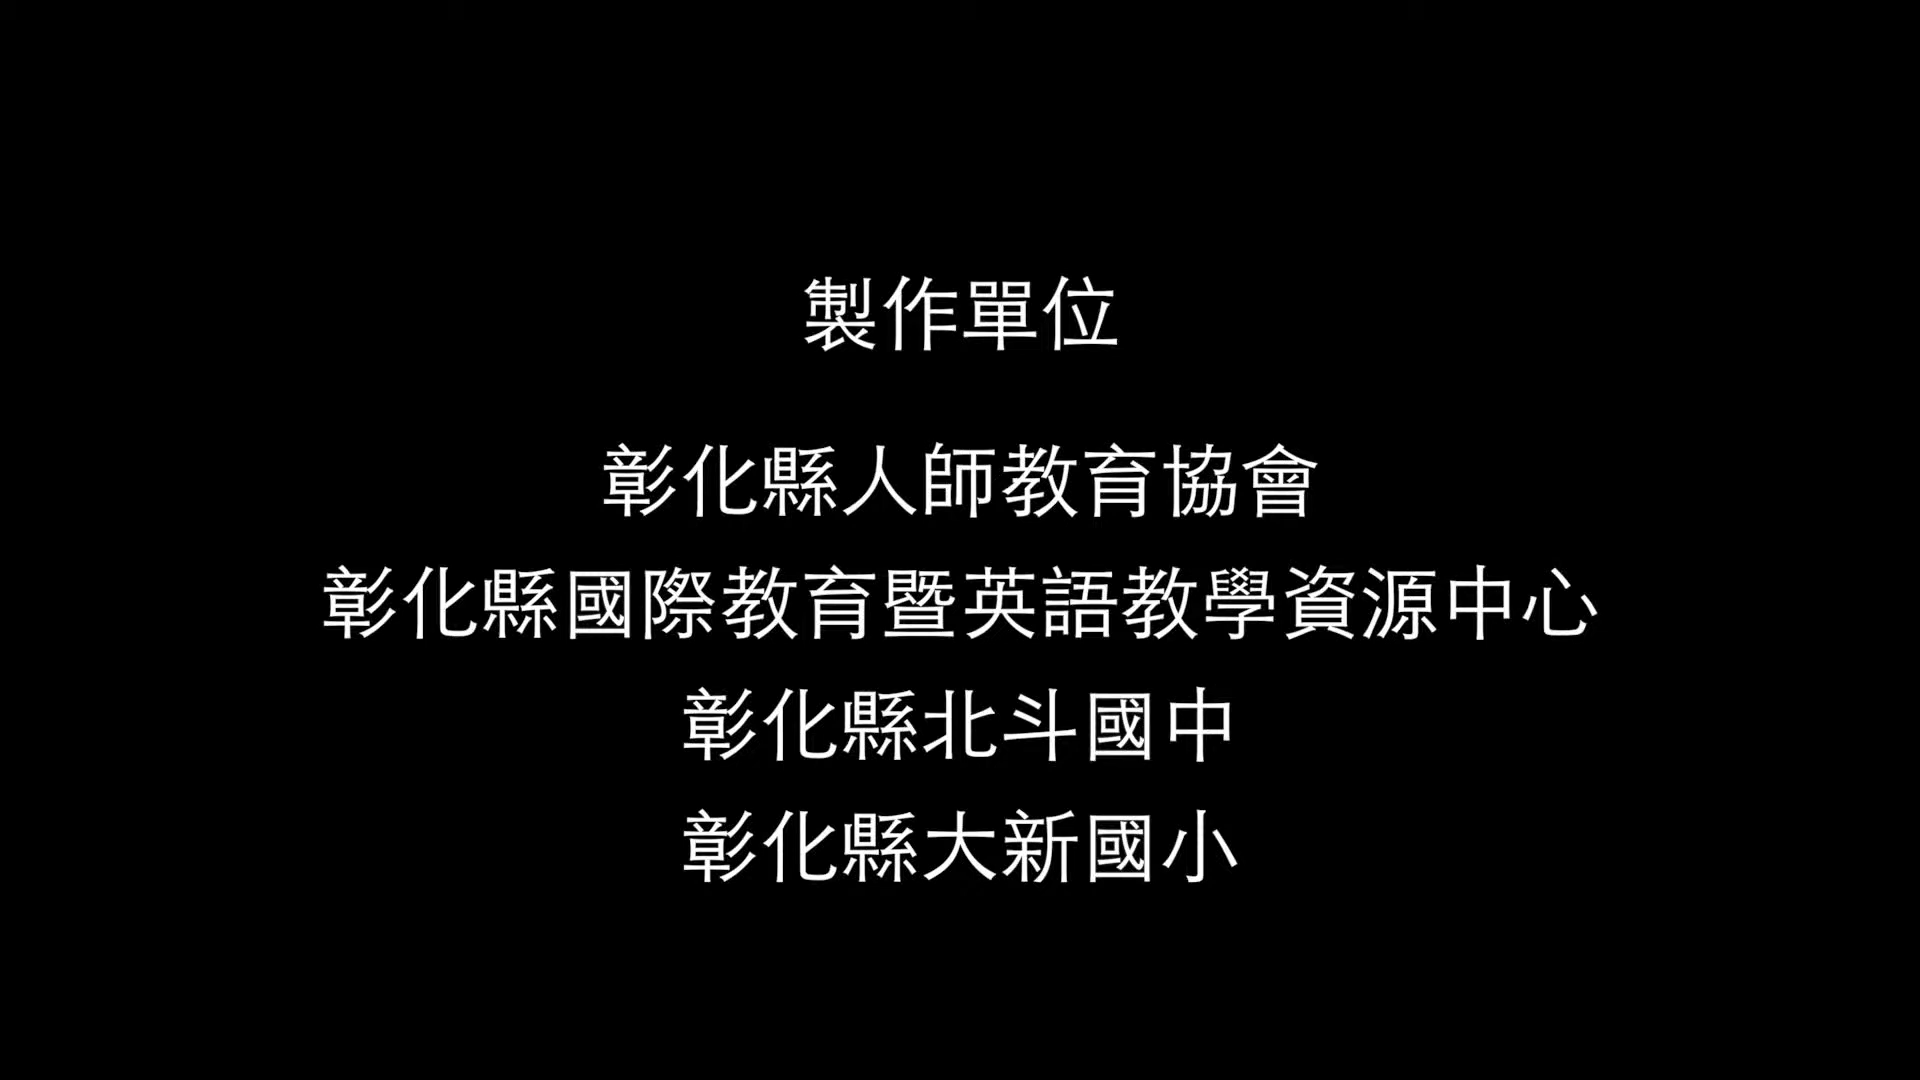 製作單位
彰化縣人師教育協會
彰化縣國際教育暨英語教學資源中心
彰化縣北斗國中
彰化縣大新國小